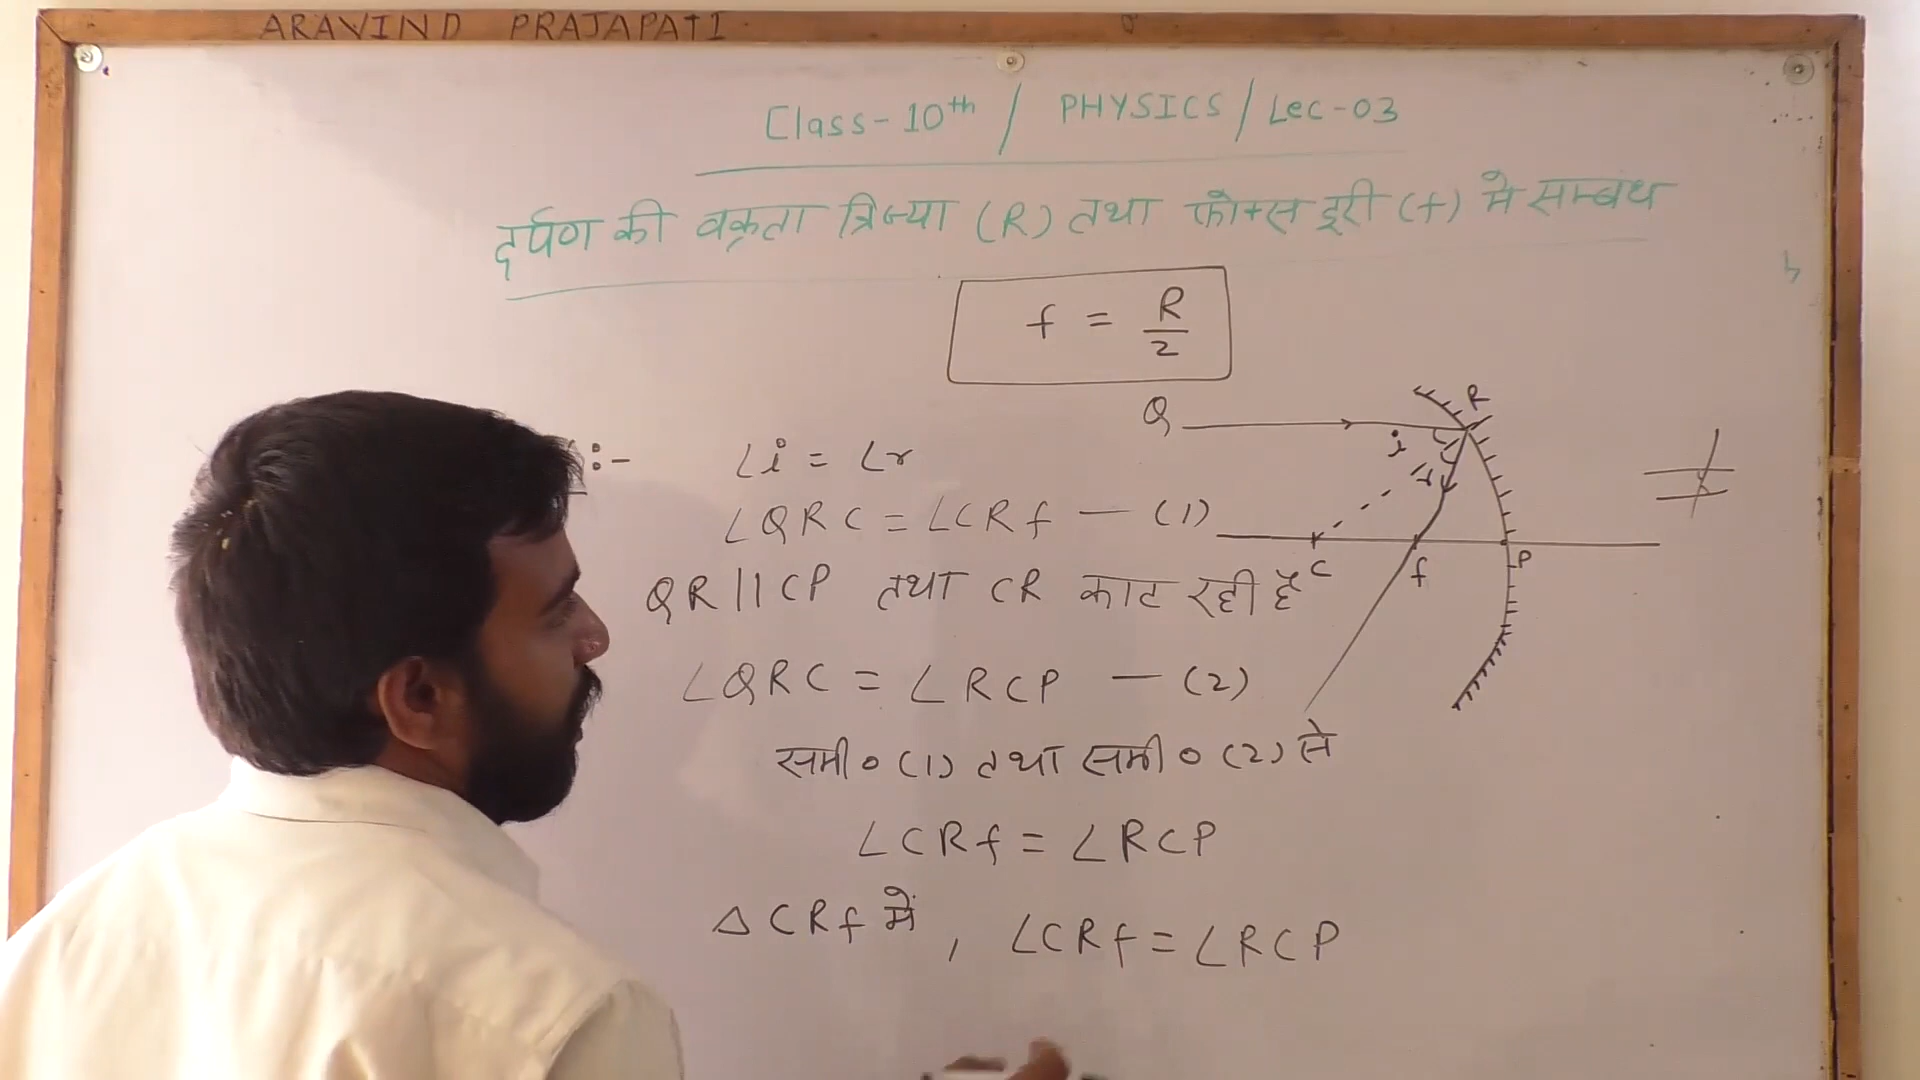 ARAVIND PRAJAPATI
Class-10th / PHYSICS / Lec-03
दर्पण की वक्रता त्रिज्या (R) तथा फोकस दूरी (f) मे सम्बंध
f = R/2
:-
∠i = ∠r
∠QRC = ∠CRf — (1)
QR || CP तथा CR काट रही है
∠QRC = ∠RCP — (2)
समी० (1) तथा समी० (2) से
∠CRf = ∠RCP
△CRf में, ∠CRf = ∠RCP
Q
R
i
r
C
f
P